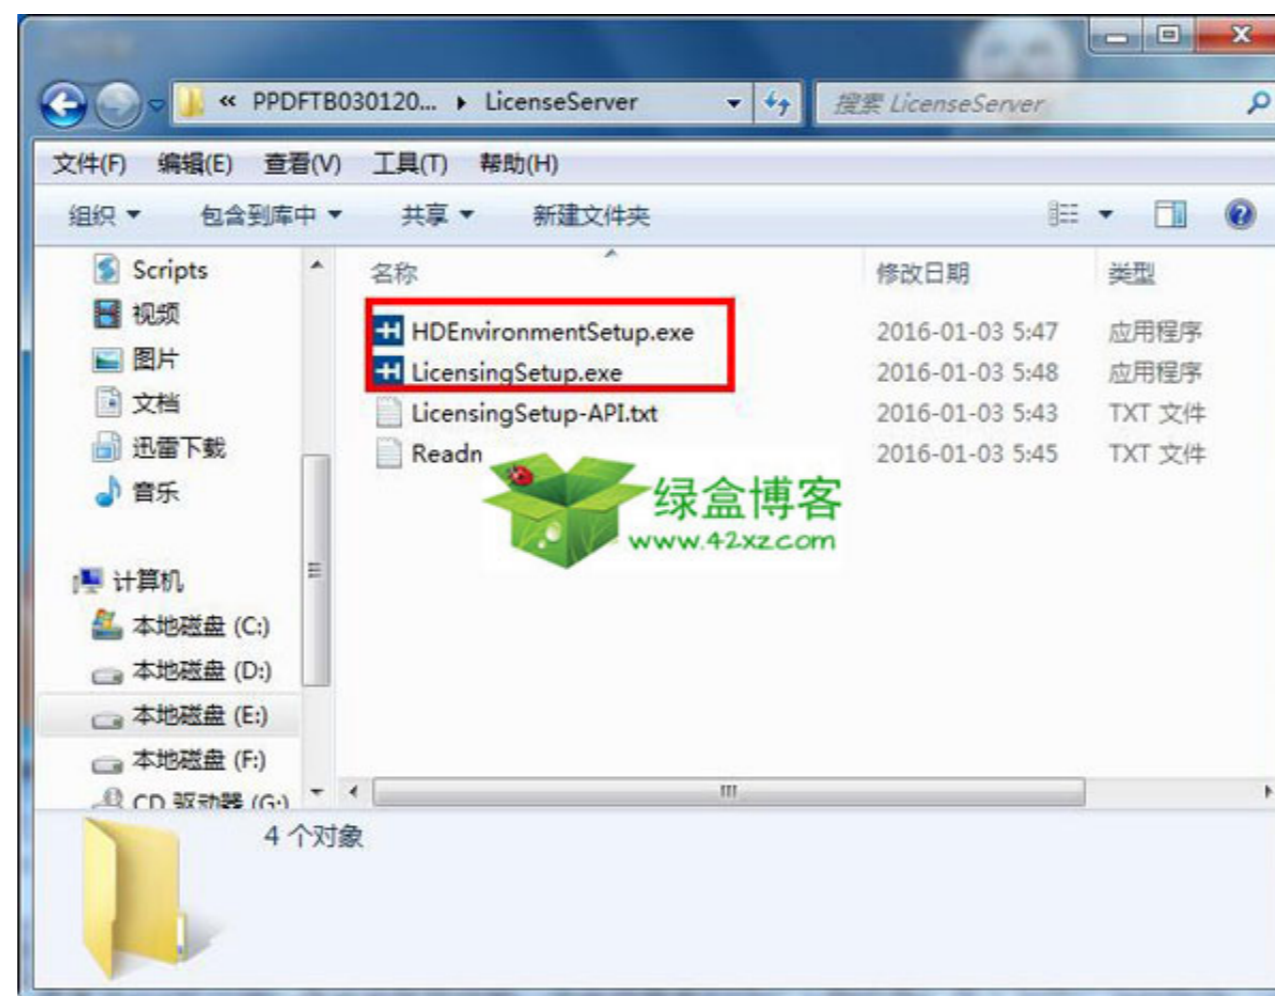 « PPDFTB030120... ▸ LicenseServer
搜索 LicenseServer
文件(F) 编辑(E) 查看(V) 工具(T) 帮助(H)
组织 包含到库中 共享 新建文件夹
Scripts
视频
图片
文档
迅雷下载
音乐
计算机
本地磁盘 (C:)
本地磁盘 (D:)
本地磁盘 (E:)
本地磁盘 (F:)
CD 驱动器 (G:)
名称 修改日期 类型
HDEnvironmentSetup.exe 2016-01-03 5:47 应用程序
LicensingSetup.exe 2016-01-03 5:48 应用程序
LicensingSetup-API.txt 2016-01-03 5:43 TXT 文件
Readn 2016-01-03 5:45 TXT 文件
绿盒博客
www.42xz.com
4 个对象